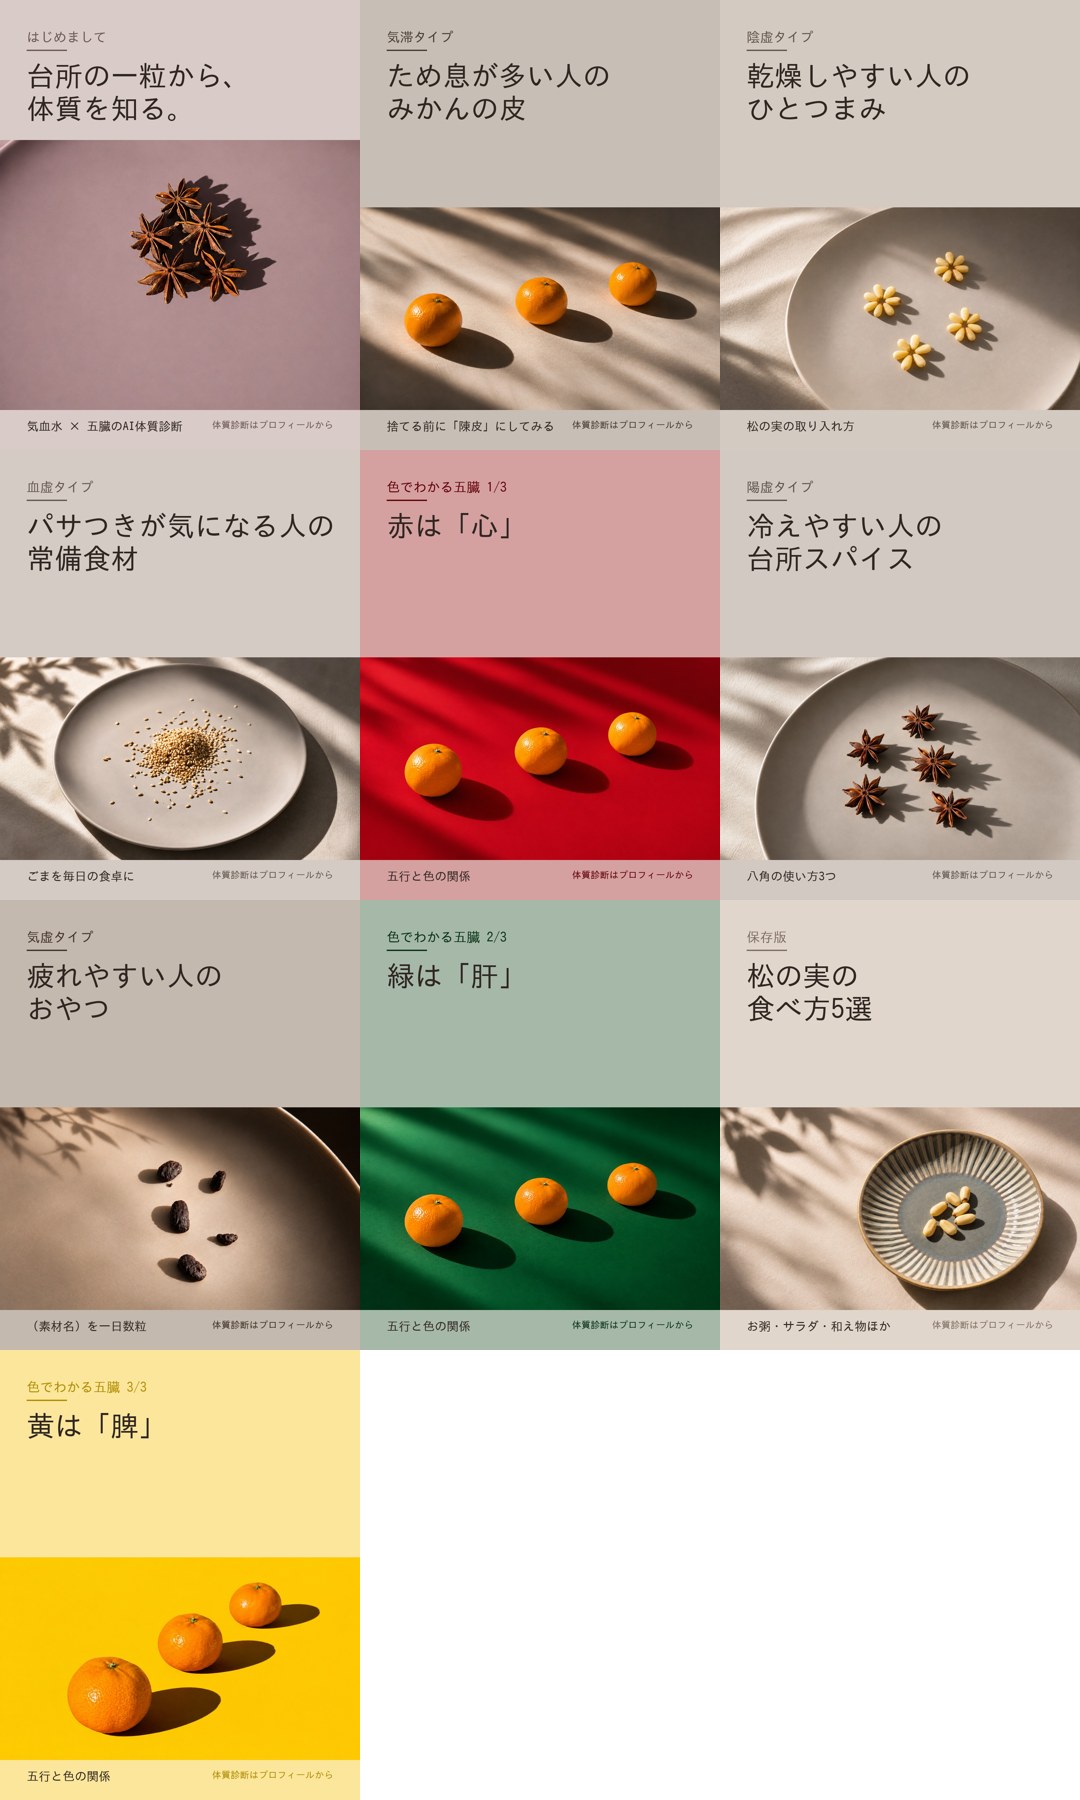 はじめまして
台所の一粒から、
体質を知る。
気血水 × 五臓のAI体質診断
体質診断はプロフィールから
気滞タイプ
ため息が多い人の
みかんの皮
捨てる前に「陳皮」にしてみる
体質診断はプロフィールから
陰虚タイプ
乾燥しやすい人の
ひとつまみ
松の実の取り入れ方
体質診断はプロフィールから
血虚タイプ
パサつきが気になる人の
常備食材
ごまを毎日の食卓に
体質診断はプロフィールから
色でわかる五臓 1/3
赤は「心」
五行と色の関係
体質診断はプロフィールから
陽虚タイプ
冷えやすい人の
台所スパイス
八角の使い方3つ
体質診断はプロフィールから
気虚タイプ
疲れやすい人の
おやつ
（素材名）を一日数粒
体質診断はプロフィールから
色でわかる五臓 2/3
緑は「肝」
五行と色の関係
体質診断はプロフィールから
保存版
松の実の
食べ方5選
お粥・サラダ・和え物ほか
体質診断はプロフィールから
色でわかる五臓 3/3
黄は「脾」
五行と色の関係
体質診断はプロフィールから